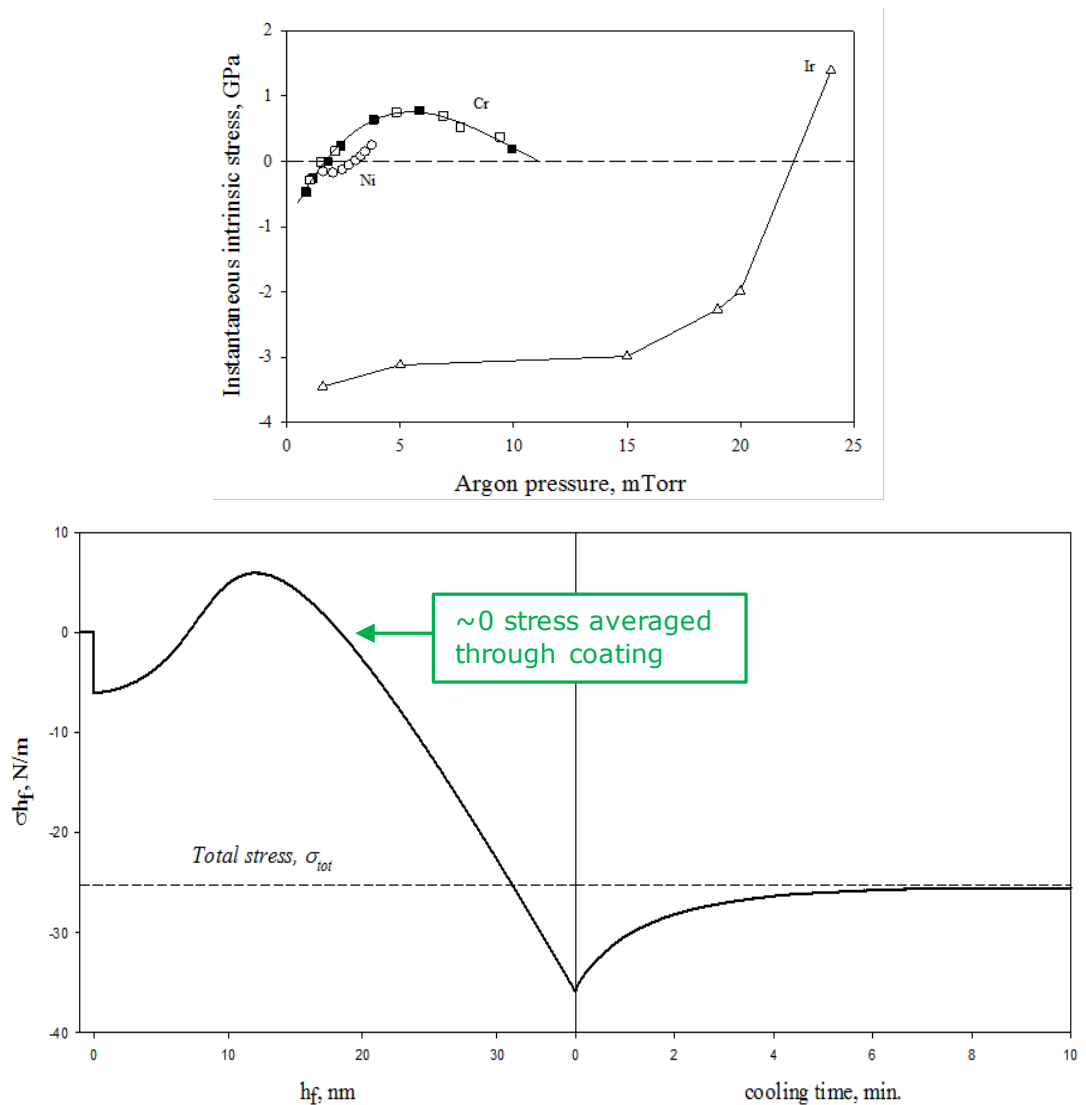 2
1
0
-1
-2
-3
-4
Instantaneous intrinsic stress, GPa
Ir
Cr
Ni
0
5
10
15
20
25
Argon pressure, mTorr
10
0
-10
-20
-30
-40
σhf, N/m
~0 stress averaged
through coating
Total stress, σtot
0
10
20
30
0
2
4
6
8
10
hf, nm
cooling time, min.